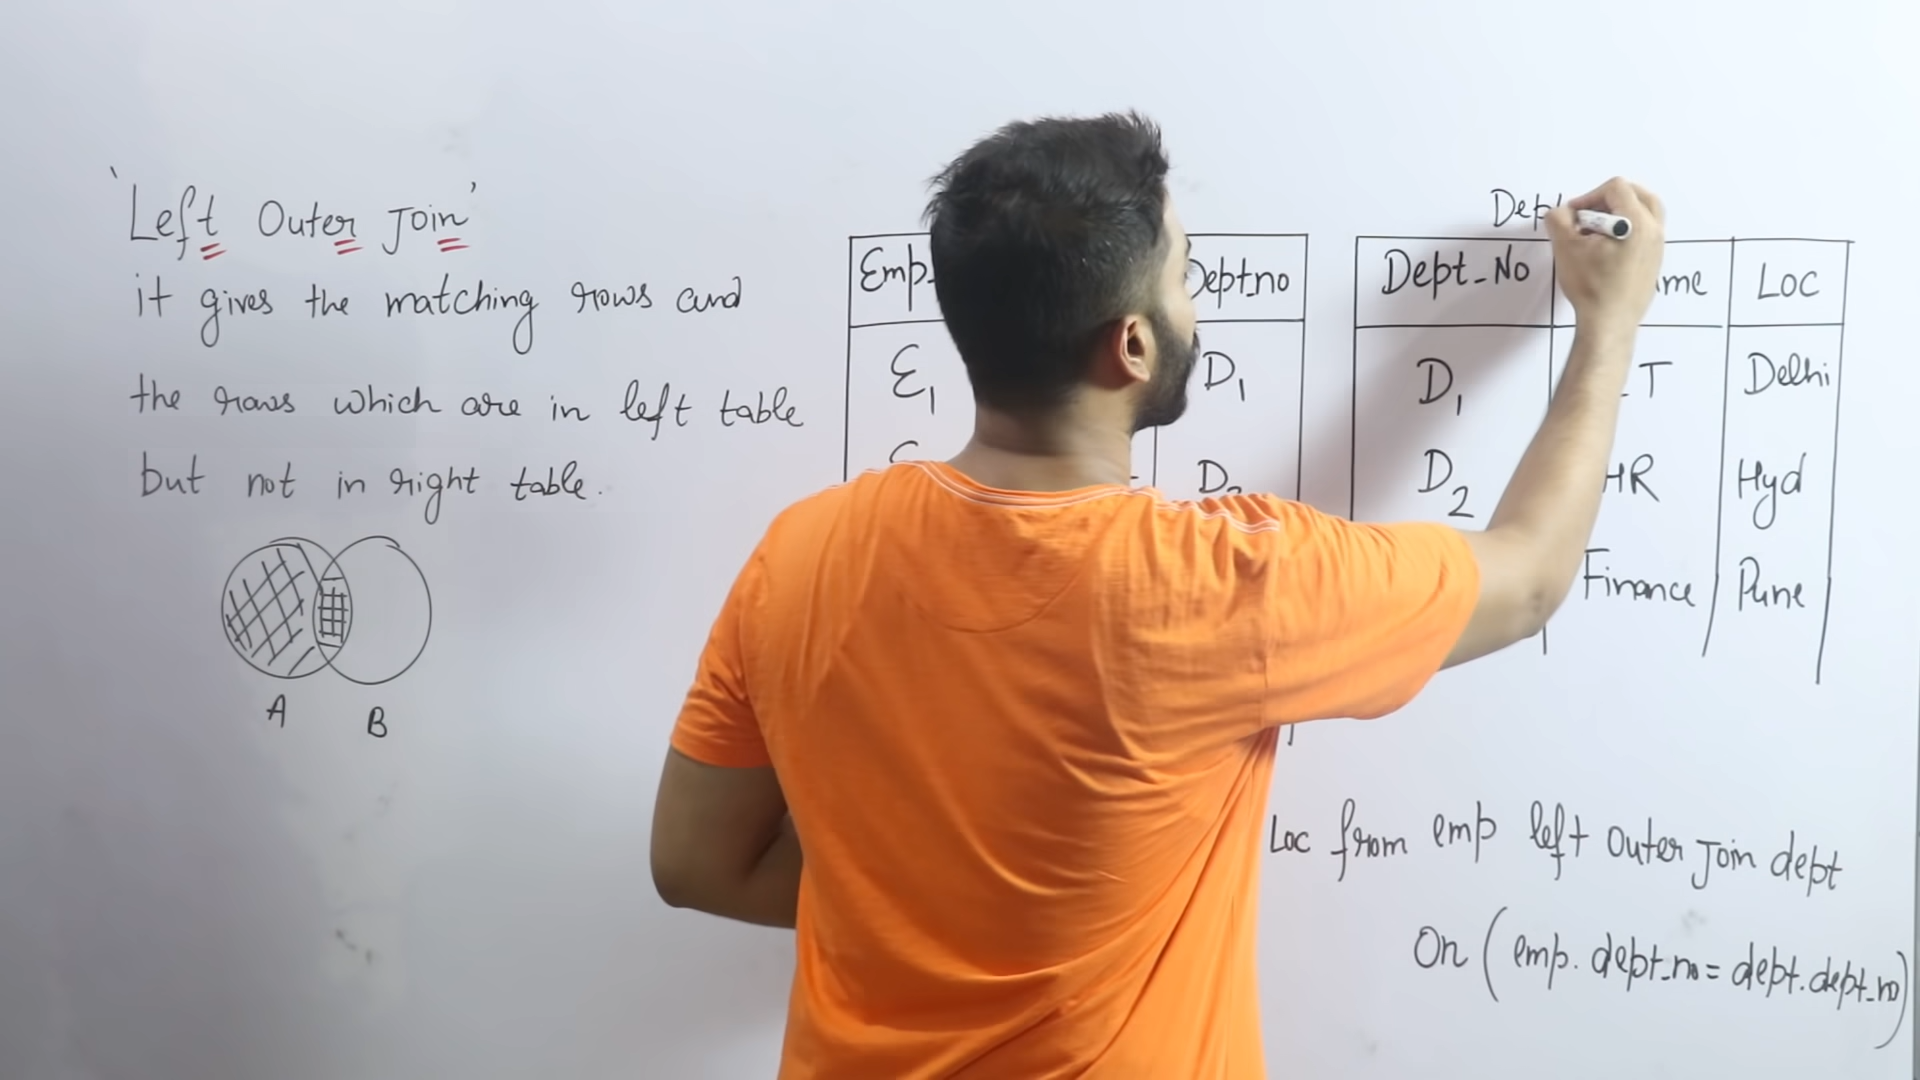 'Left Outer Join'
it gives the matching rows and
the rows which are in left table
but not in right table.
A B
Dept
Dept_No Loc
E1 D1
D1 Delhi
D2 HR Hyd
Finance Pune
Loc from emp left outer Join dept
On (emp. dept_no = dept.dept_no)